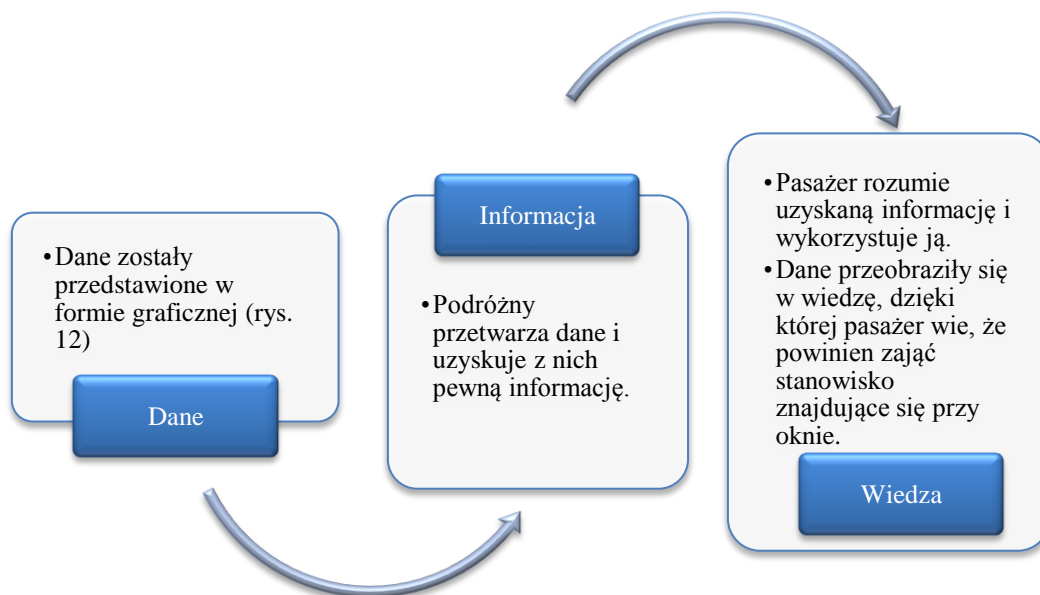 •Dane zostały
przedstawione w
formie graficznej (rys.
12)
Dane
Informacja
•Podróżny
przetwarza dane i
uzyskuje z nich
pewną informację.
•Pasażer rozumie
uzyskaną informację i
wykorzystuje ją.
•Dane przeobraziły się
w wiedzę, dzięki
której pasażer wie, że
powinien zająć
stanowisko
znajdujące się przy
oknie.
Wiedza